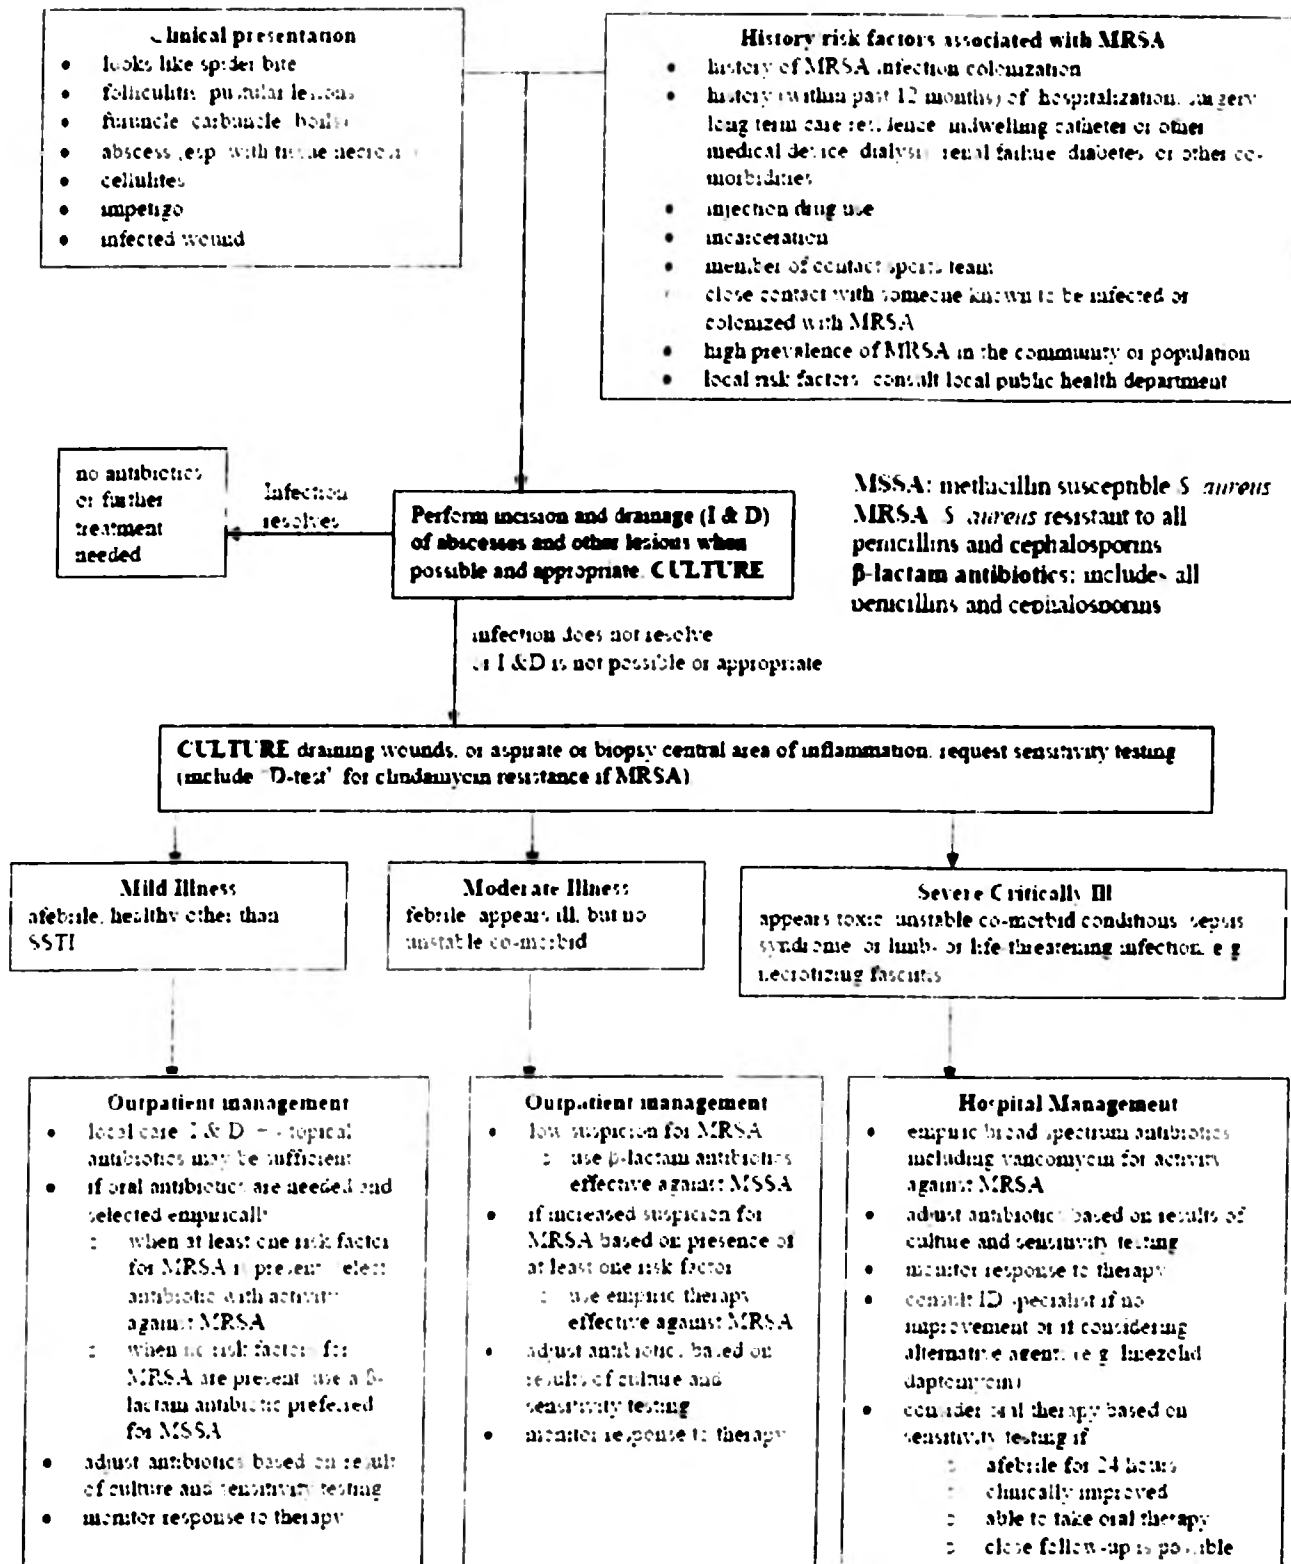 Clinical presentation
• looks like spider bite
• folliculitis, pustular lesions
• furuncle, carbuncle (boils)
• abscess (esp. with tissue necrosis)
• cellulites
• impetigo
• infected wound
History risk factors associated with MRSA
• history of MRSA infection colonization
• history (within past 12 months) of hospitalization, surgery
long term care residence, indwelling catheter or other
medical device, dialysis, renal failure, diabetes, or other co-
morbidities
• injection drug use
• incarceration
• member of contact sports team
• close contact with someone known to be infected or
colonized with MRSA
• high prevalence of MRSA in the community or population
• local risk factors, consult local public health department
no antibiotics
or further
treatment
needed
Infection
resolves
Perform incision and drainage (I & D)
of abscesses and other lesions when
possible and appropriate. CULTURE
MSSA: methicillin susceptible S. aureus
MRSA: S. aureus resistant to all
penicillins and cephalosporins
β-lactam antibiotics: includes all
penicillins and cephalosporins
infection does not resolve
or I &D is not possible or appropriate
CULTURE draining wounds, or aspirate or biopsy central area of inflammation, request sensitivity testing
(include "D-test" for clindamycin resistance if MRSA)
Mild Illness
afebrile, healthy other than
SSTI
Moderate Illness
febrile, appears ill, but no
unstable co-morbid
Severe Critically Ill
appears toxic, unstable co-morbid conditions, sepsis
syndrome, or limb- or life-threatening infection, e.g.
necrotizing fasciitis
Outpatient management
• local care, I & D, +- topical
antibiotics may be sufficient
• if oral antibiotics are needed and
selected empirically
○ when at least one risk factor
for MRSA is present, select
antibiotic with activity
against MRSA
○ when no risk factors for
MRSA are present, use a β-
lactam antibiotic preferred
for MSSA
• adjust antibiotics based on result
of culture and sensitivity testing
• monitor response to therapy
Outpatient management
• low suspicion for MRSA
○ use β-lactam antibiotics
effective against MSSA
• if increased suspicion for
MRSA based on presence of
at least one risk factor
○ use empiric therapy
effective against MRSA
• adjust antibiotics based on
results of culture and
sensitivity testing
• monitor response to therapy
Hospital Management
• empiric broad spectrum antibiotics
including vancomycin for activity
against MRSA
• adjust antibiotics based on results of
culture and sensitivity testing
• monitor response to therapy
• consult ID specialist if no
improvement or if considering
alternative agents (e.g. linezolid
daptomycin)
• consider oral therapy based on
sensitivity testing if
○ afebrile for 24 hours
○ clinically improved
○ able to take oral therapy
○ close follow-up is possible